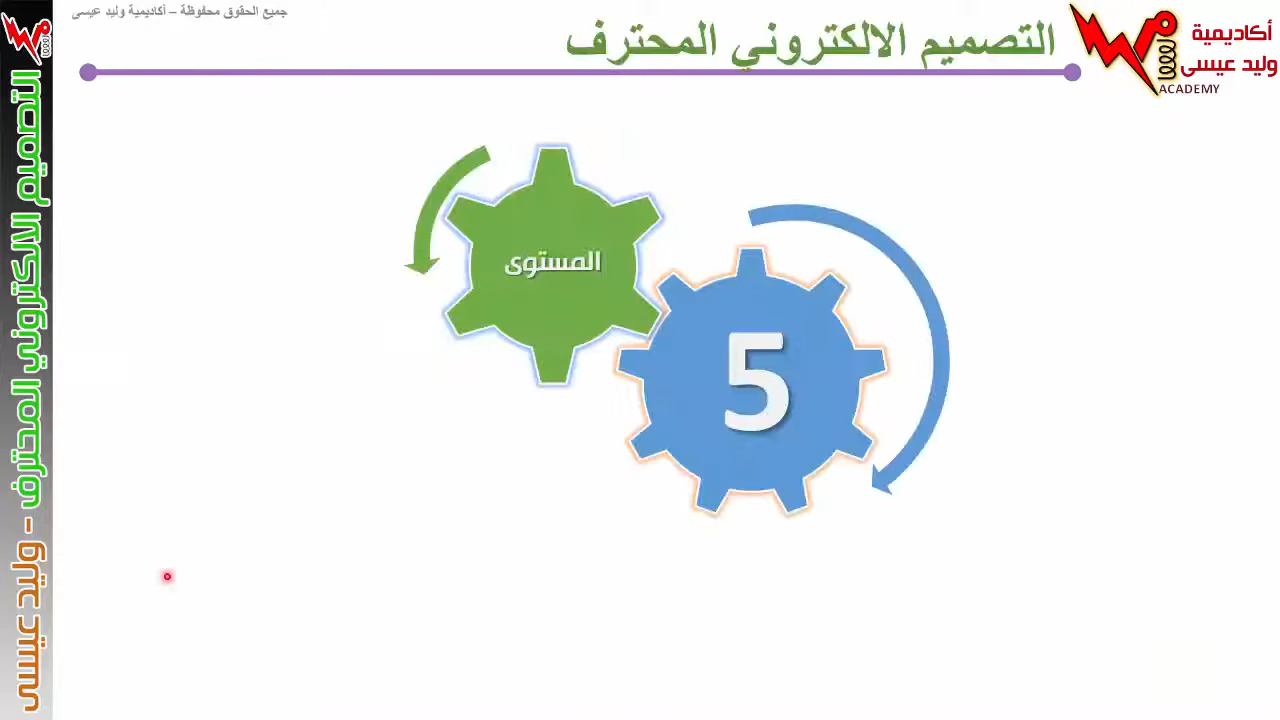 جميع الحقوق محفوظة – أكاديمية وليد عيسى
التصميم الالكتروني المحترف
أكاديمية
وليد عيسى
ACADEMY
المستوى
5
التصميم الالكتروني المحترف - وليد عيسى